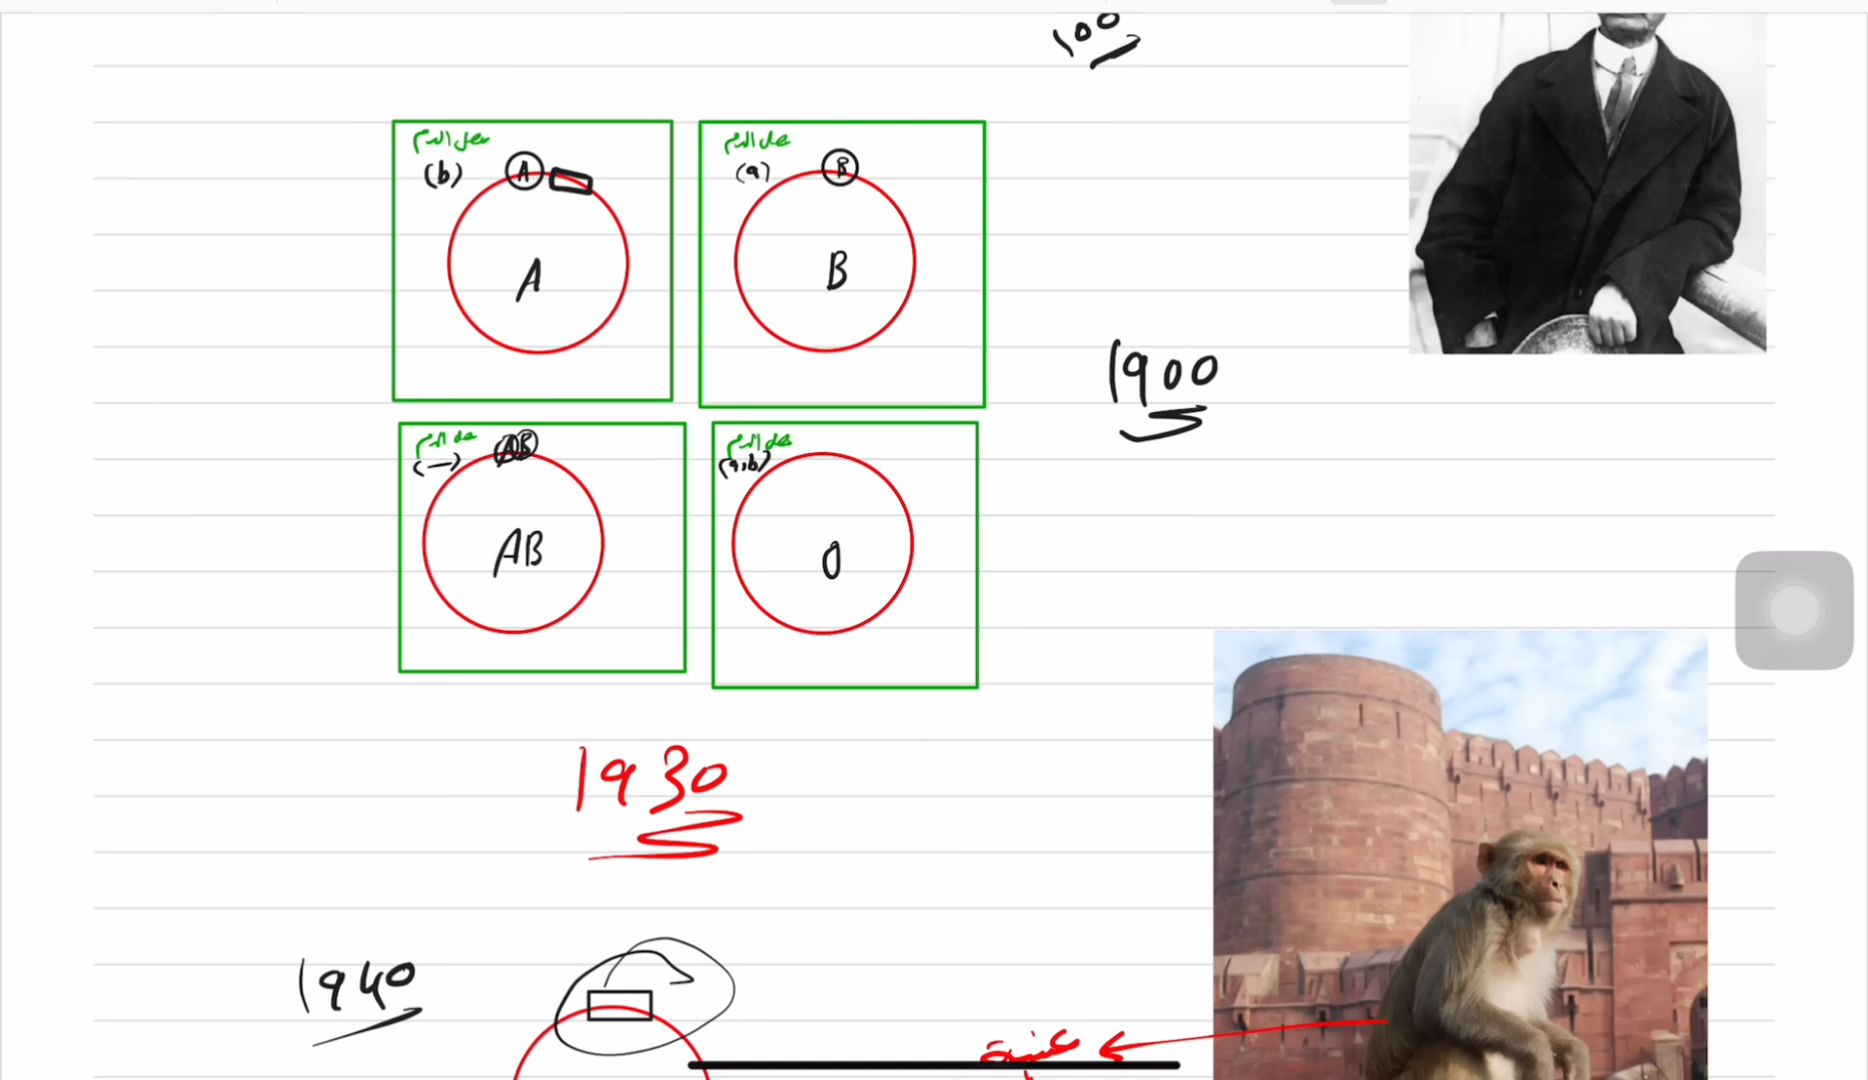 100
مصل الدم
(b)
A
A
مصل الدم
(a)
B
B
1900
مصل الدم
(—)
AB
AB
مصل الدم
(a,b)
O
1930
1940
عينة